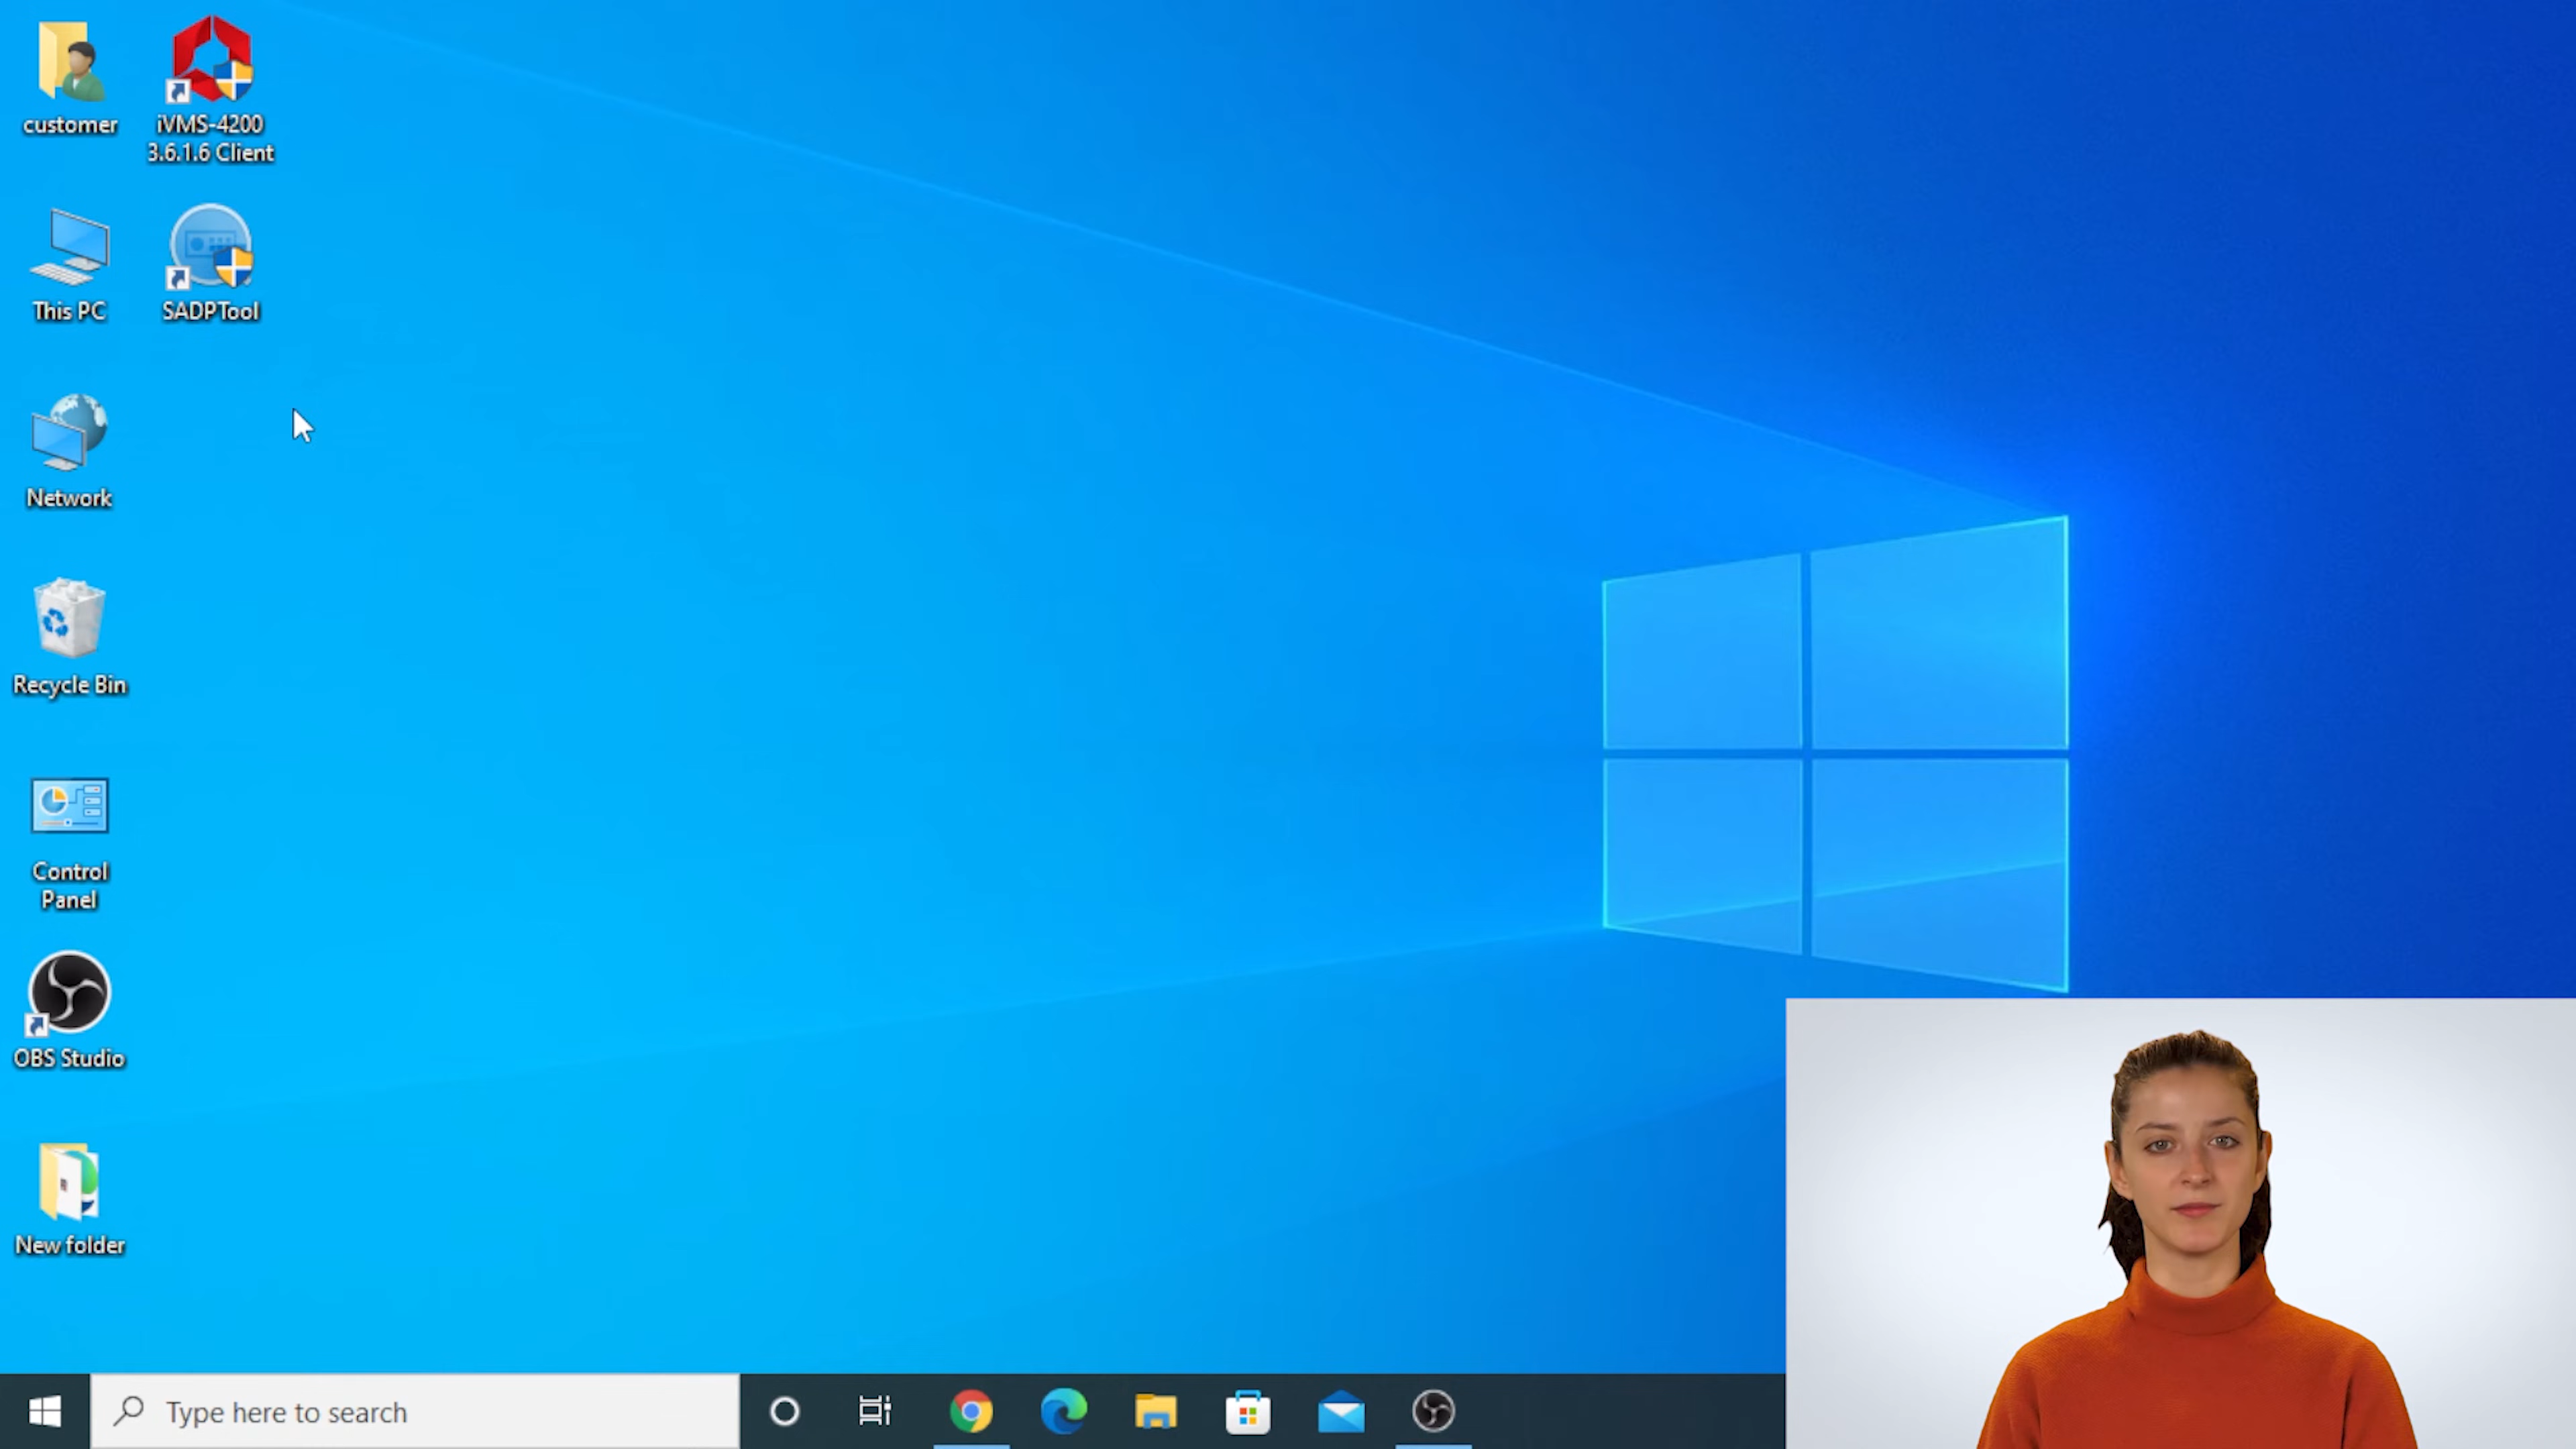 customer
iVMS-4200
3.6.1.6 Client
This PC
SADPTool
Network
Recycle Bin
Control
Panel
OBS Studio
New folder
Type here to search